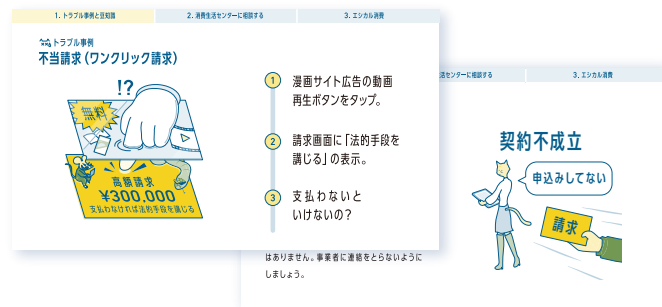 1. トラブル事例と豆知識
2. 消費生活センターに相談する
3. エシカル消費
トラブル事例
不当請求（ワンクリック請求）
!?
無料
高額請求
¥300,000
支払わなければ法的手段を講じる
1 漫画サイト広告の動画
再生ボタンをタップ。
2 請求画面に「法的手段を
講じる」の表示。
3 支払わないと
いけないの？
活センターに相談する
3. エシカル消費
契約不成立
申込みしてない
請求
はありません。事業者に連絡をとらないように
しましょう。